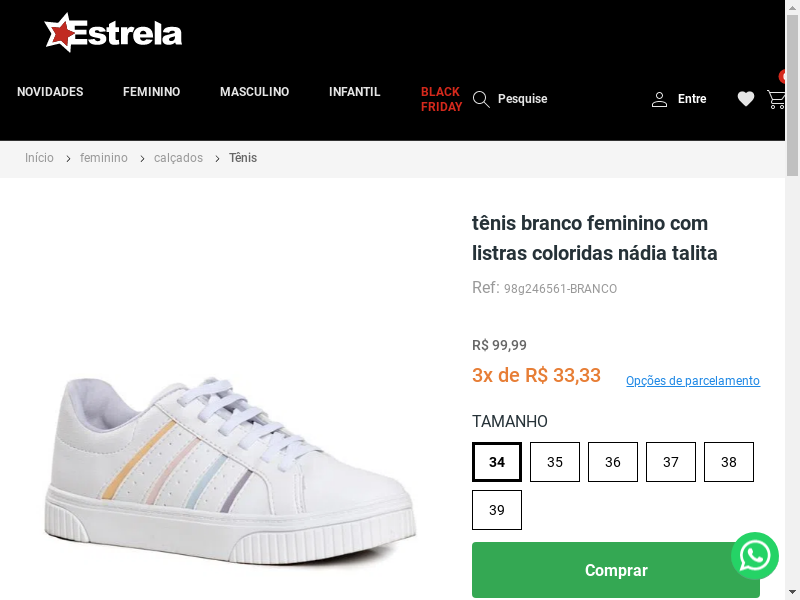 Estrela
NOVIDADES
FEMININO
MASCULINO
INFANTIL
BLACK
FRIDAY
Pesquise
Entre
Início
feminino
calçados
Tênis
tênis branco feminino com
listras coloridas nádia talita
Ref: 98g246561-BRANCO
R$ 99,99
3x de R$ 33,33
Opções de parcelamento
TAMANHO
34
35
36
37
38
39
Comprar